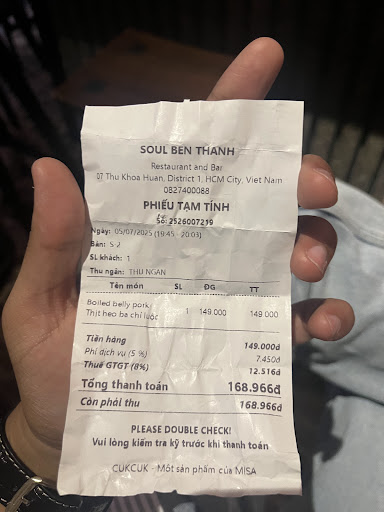 SOUL BEN THANH
Restaurant and Bar
07 Thu Khoa Huan, District 1, HCM City, Viet Nam
0827400088
PHIẾU TẠM TÍNH
Số: 2526007219
Ngày: 05/07/2025 (19:45 - 20:03)
Bàn: S-2
SL khách: 1
Thu ngân: THU NGAN
Tên món SL ĐG TT
Boiled belly pork
Thịt heo ba chỉ luộc 1 149.000 149.000
Tiền hàng 149.000đ
Phí dịch vụ (5 %) 7.450đ
Thuế GTGT (8%) 12.516đ
Tổng thanh toán 168.966đ
Còn phải thu 168.966đ
PLEASE DOUBLE CHECK!
Vui lòng kiểm tra kỹ trước khi thanh toán
CUKCUK - Một sản phẩm của MISA